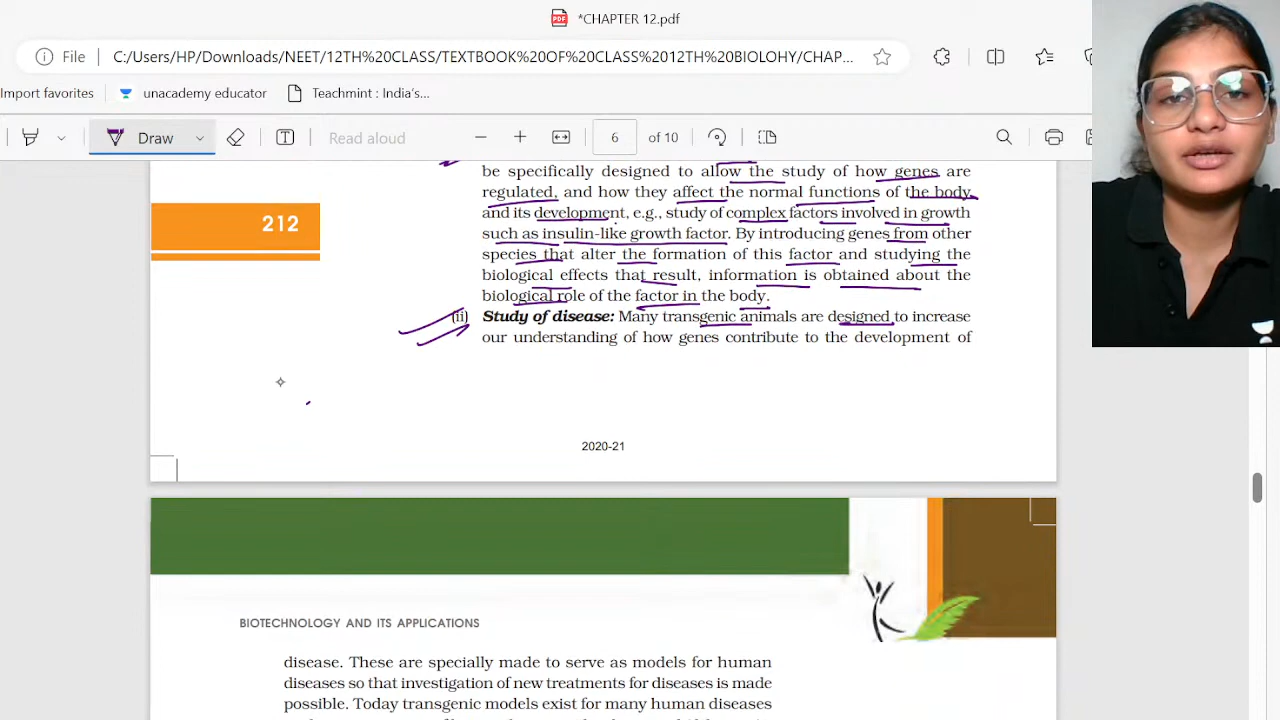 *CHAPTER 12.pdf
File C:/Users/HP/Downloads/NEET/12TH%20CLASS/TEXTBOOK%20OF%20CLASS%2012TH%20BIOLOHY/CHAP...
Import favorites unacademy educator Teachmint : India's...
Draw Read aloud 6 of 10
be specifically designed to allow the study of how genes are
212
regulated, and how they affect the normal functions of the body
and its development, e.g., study of complex factors involved in growth
such as insulin-like growth factor. By introducing genes from other
species that alter the formation of this factor and studying the
biological effects that result, information is obtained about the
biological role of the factor in the body.
(ii) Study of disease: Many transgenic animals are designed to increase
our understanding of how genes contribute to the development of
2020-21
BIOTECHNOLOGY AND ITS APPLICATIONS
disease. These are specially made to serve as models for human
diseases so that investigation of new treatments for diseases is made
possible. Today transgenic models exist for many human diseases